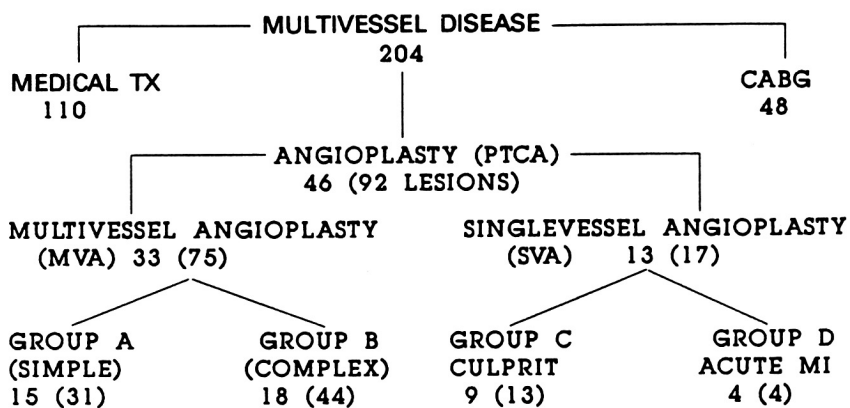 MULTIVESSEL DISEASE
204
MEDICAL TX
110
CABG
48
ANGIOPLASTY (PTCA)
46 (92 LESIONS)
MULTIVESSEL ANGIOPLASTY
(MVA) 33 (75)
SINGLEVESSEL ANGIOPLASTY
(SVA) 13 (17)
GROUP A
(SIMPLE)
15 (31)
GROUP B
(COMPLEX)
18 (44)
GROUP C
CULPRIT
9 (13)
GROUP D
ACUTE MI
4 (4)